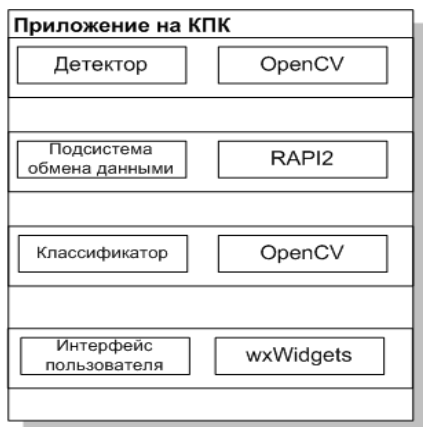 Приложение на КПК
Детектор
OpenCV
Подсистема
обмена данными
RAPI2
Классификатор
OpenCV
Интерфейс
пользователя
wxWidgets